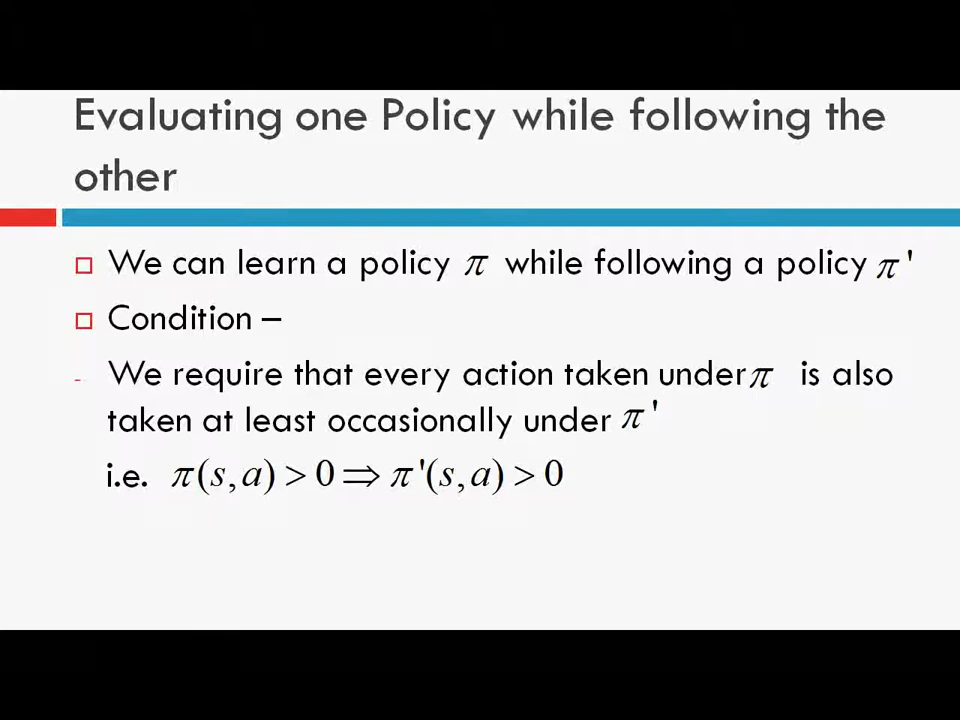 Evaluating one Policy while following the
other
We can learn a policy π while following a policy π'
Condition –
- We require that every action taken under π is also
taken at least occasionally under π'
i.e. π(s,a) > 0 ⇒ π'(s,a) > 0